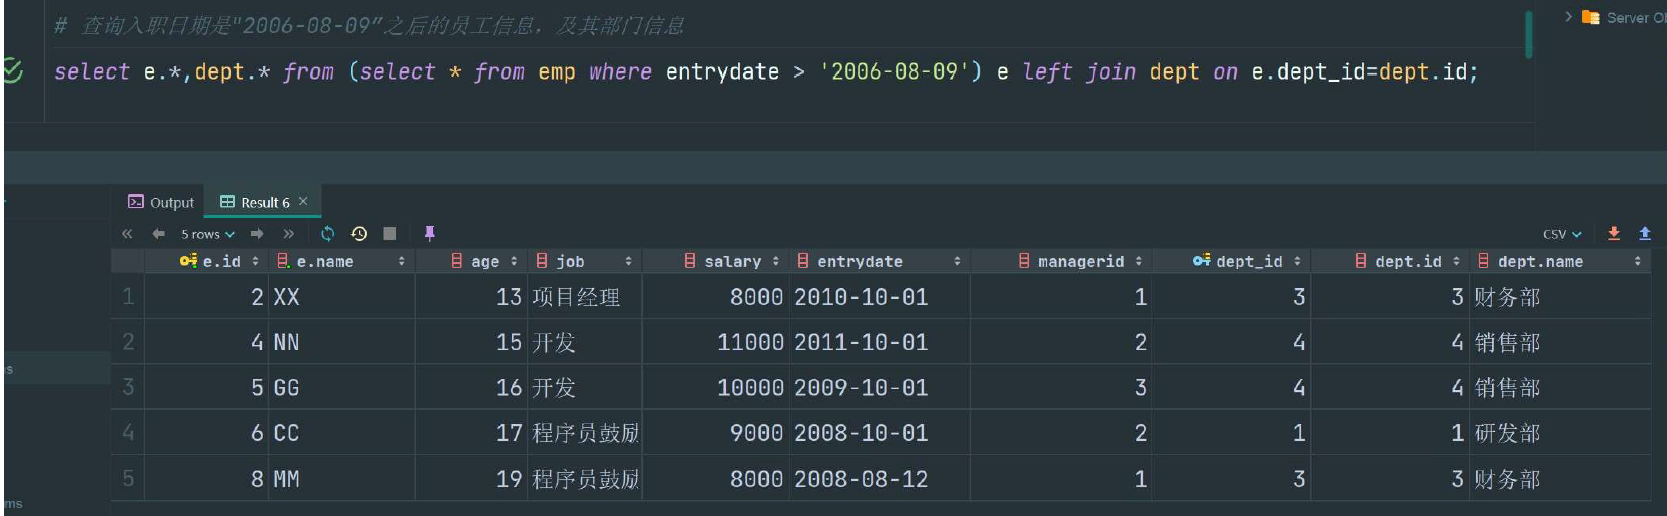 # 查询入职日期是"2006-08-09”之后的员工信息，及其部门信息
Server Ob
select e.*,dept.* from (select * from emp where entrydate > '2006-08-09') e left join dept on e.dept_id=dept.id;
Output Result 6 ×
5 rows CSV
e.id e.name age job salary entrydate managerid dept_id dept.id dept.name
1 2 XX 13 项目经理 8000 2010-10-01 1 3 3 财务部
2 4 NN 15 开发 11000 2011-10-01 2 4 4 销售部
3 5 GG 16 开发 10000 2009-10-01 3 4 4 销售部
4 6 CC 17 程序员鼓励 9000 2008-10-01 2 1 1 研发部
5 8 MM 19 程序员鼓励 8000 2008-08-12 1 3 3 财务部
ms